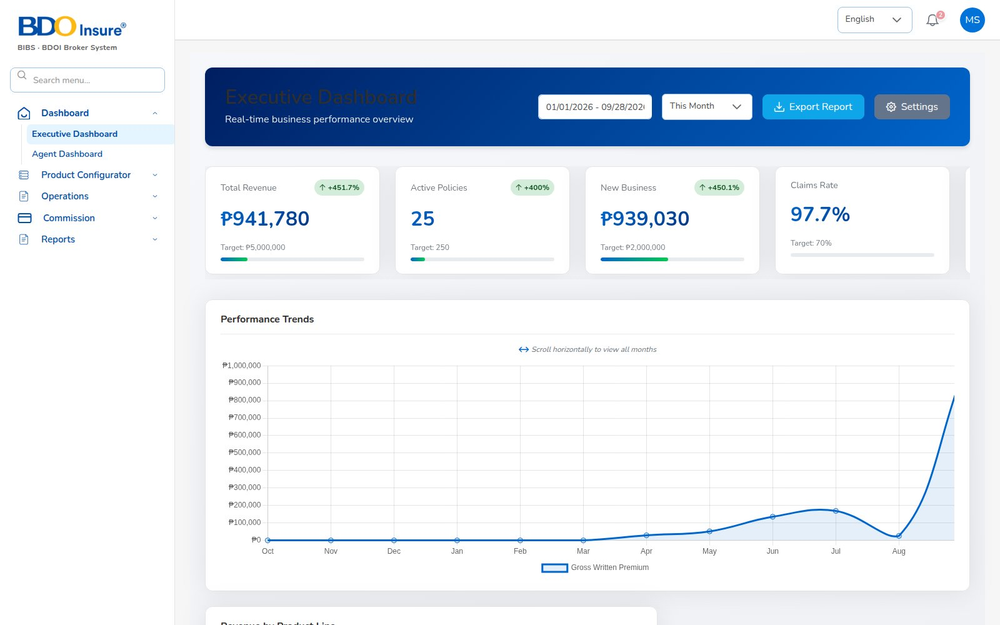 BDO Insure®
BIBS · BDOI Broker System
Search menu...
Dashboard
Executive Dashboard
Agent Dashboard
Product Configurator
Operations
Commission
Reports
English
2
MS
Executive Dashboard
Real-time business performance overview
01/01/2026 - 09/28/2026
This Month
Export Report
Settings
Total Revenue
↑ +451.7%
₱941,780
Target: ₱5,000,000
Active Policies
↑ +400%
25
Target: 250
New Business
↑ +450.1%
₱939,030
Target: ₱2,000,000
Claims Rate
97.7%
Target: 70%
Performance Trends
↔ Scroll horizontally to view all months
₱1,000,000
₱900,000
₱800,000
₱700,000
₱600,000
₱500,000
₱400,000
₱300,000
₱200,000
₱100,000
₱0
Oct Nov Dec Jan Feb Mar Apr May Jun Jul Aug
Gross Written Premium
Revenue by Product Line